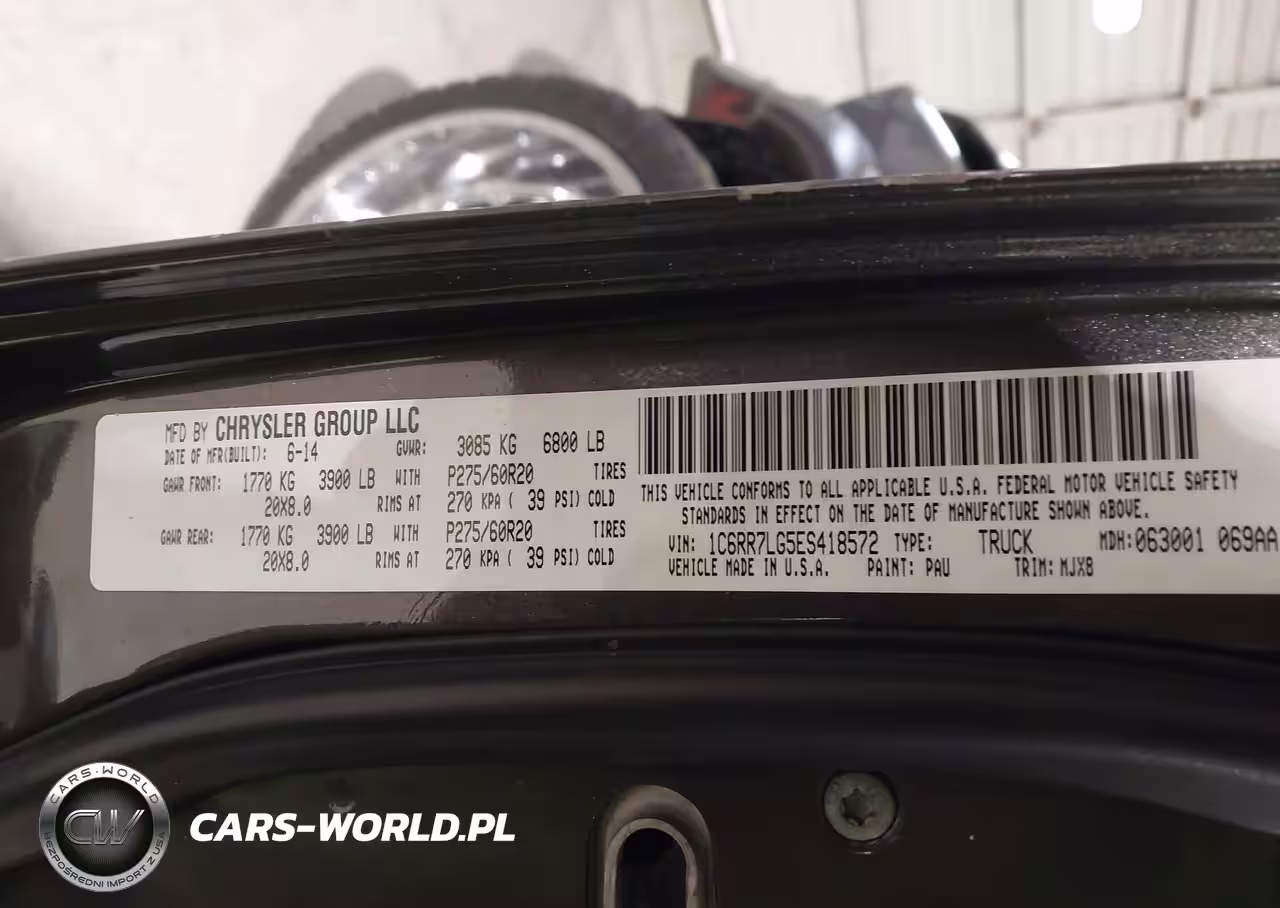 MFD BY CHRYSLER GROUP LLC
DATE OF MFR(BUILT): 6-14 GVWR: 3085 KG 6800 LB
GAWR FRONT: 1770 KG 3900 LB WITH P275/60R20 TIRES
20X8.0 RIMS AT 270 KPA ( 39 PSI) COLD
GAWR REAR: 1770 KG 3900 LB WITH P275/60R20 TIRES
20X8.0 RIMS AT 270 KPA ( 39 PSI) COLD
THIS VEHICLE CONFORMS TO ALL APPLICABLE U.S.A. FEDERAL MOTOR VEHICLE SAFETY
STANDARDS IN EFFECT ON THE DATE OF MANUFACTURE SHOWN ABOVE.
VIN: 1C6RR7LG5ES418572 TYPE: TRUCK MDH:063001 069AA
VEHICLE MADE IN U.S.A. PAINT: PAU TRIM: MJX8
CARS-WORLD
CW
BEZPOŚREDNI IMPORT Z USA
CARS-WORLD.PL